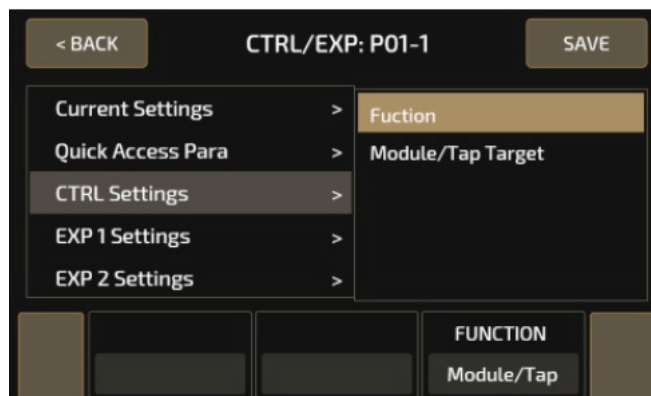 < BACK CTRL/EXP: P01-1 SAVE
Current Settings > Fuction
Quick Access Para > Module/Tap Target
CTRL Settings >
EXP 1 Settings >
EXP 2 Settings >
FUNCTION
Module/Tap